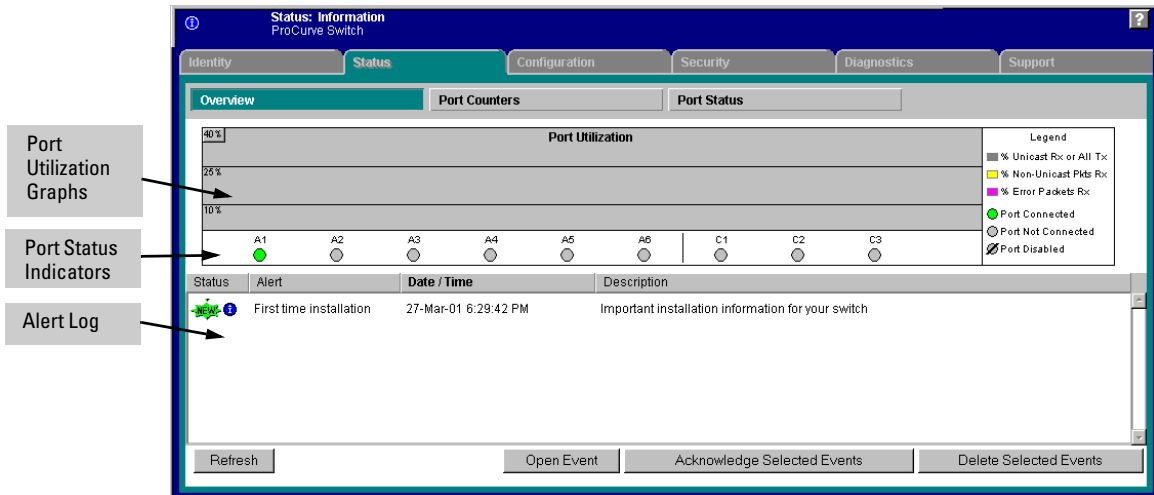 Status: Information
ProCurve Switch
?
Identity
Status
Configuration
Security
Diagnostics
Support
Overview
Port Counters
Port Status
Port Utilization Graphs
40 %
Port Utilization
25 %
10 %
Legend
% Unicast Rx or All Tx
% Non-Unicast Pkts Rx
% Error Packets Rx
Port Connected
Port Not Connected
Port Disabled
Port Status Indicators
A1 A2 A3 A4 A5 A6 C1 C2 C3
Status Alert Date / Time Description
Alert Log
NEW First time installation 27-Mar-01 6:29:42 PM Important installation information for your switch
Refresh
Open Event
Acknowledge Selected Events
Delete Selected Events